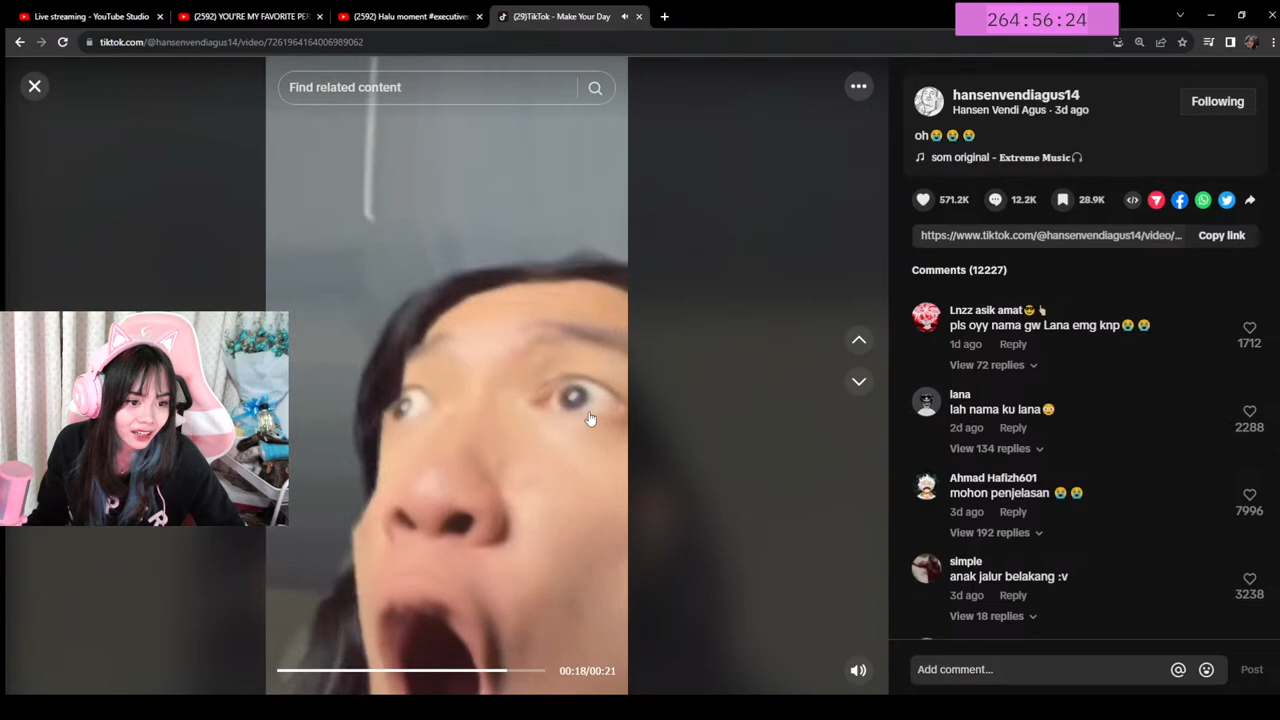 Live streaming - YouTube Studio
(2592) YOU'RE MY FAVORITE PER
(2592) Halu moment #executive
(29)TikTok - Make Your Day
264:56:24
tiktok.com/@hansenvendiagus14/video/7261964164006989062
Find related content
hansenvendiagus14
Hansen Vendi Agus · 3d ago
Following
oh😭😭😭
som original - Extreme Music🎧
571.2K
12.2K
28.9K
https://www.tiktok.com/@hansenvendiagus14/video/...
Copy link
Comments (12227)
Lnzz asik amat😎☝🏻
pls oyy nama gw Lana emg knp😭😭
1d ago Reply
1712
View 72 replies
lana
lah nama ku lana😳
2d ago Reply
2288
View 134 replies
Ahmad Hafizh601
mohon penjelasan 😭😭
3d ago Reply
7996
View 192 replies
simple
anak jalur belakang :v
3d ago Reply
3238
View 18 replies
00:18/00:21
Add comment...
Post